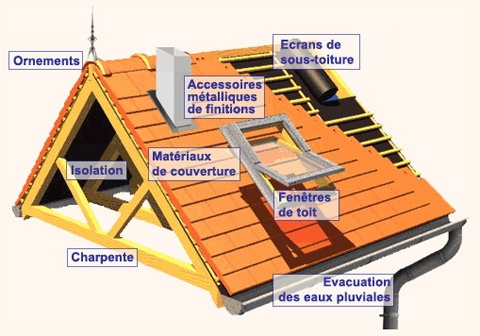 Ornements
Ecrans de
sous-toiture
Accessoires
métalliques
de finitions
Matériaux
de couverture
Isolation
Fenêtres
de toit
Charpente
Evacuation
des eaux pluviales